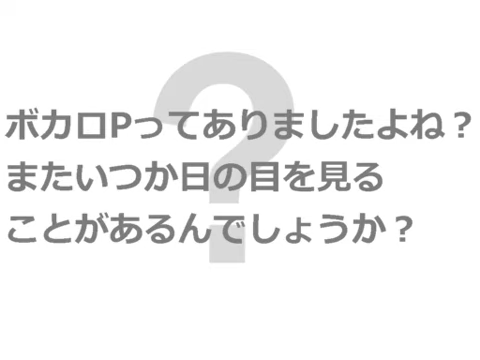 ボカロPってありましたよね？
またいつか日の目を見る
ことがあるんでしょうか？